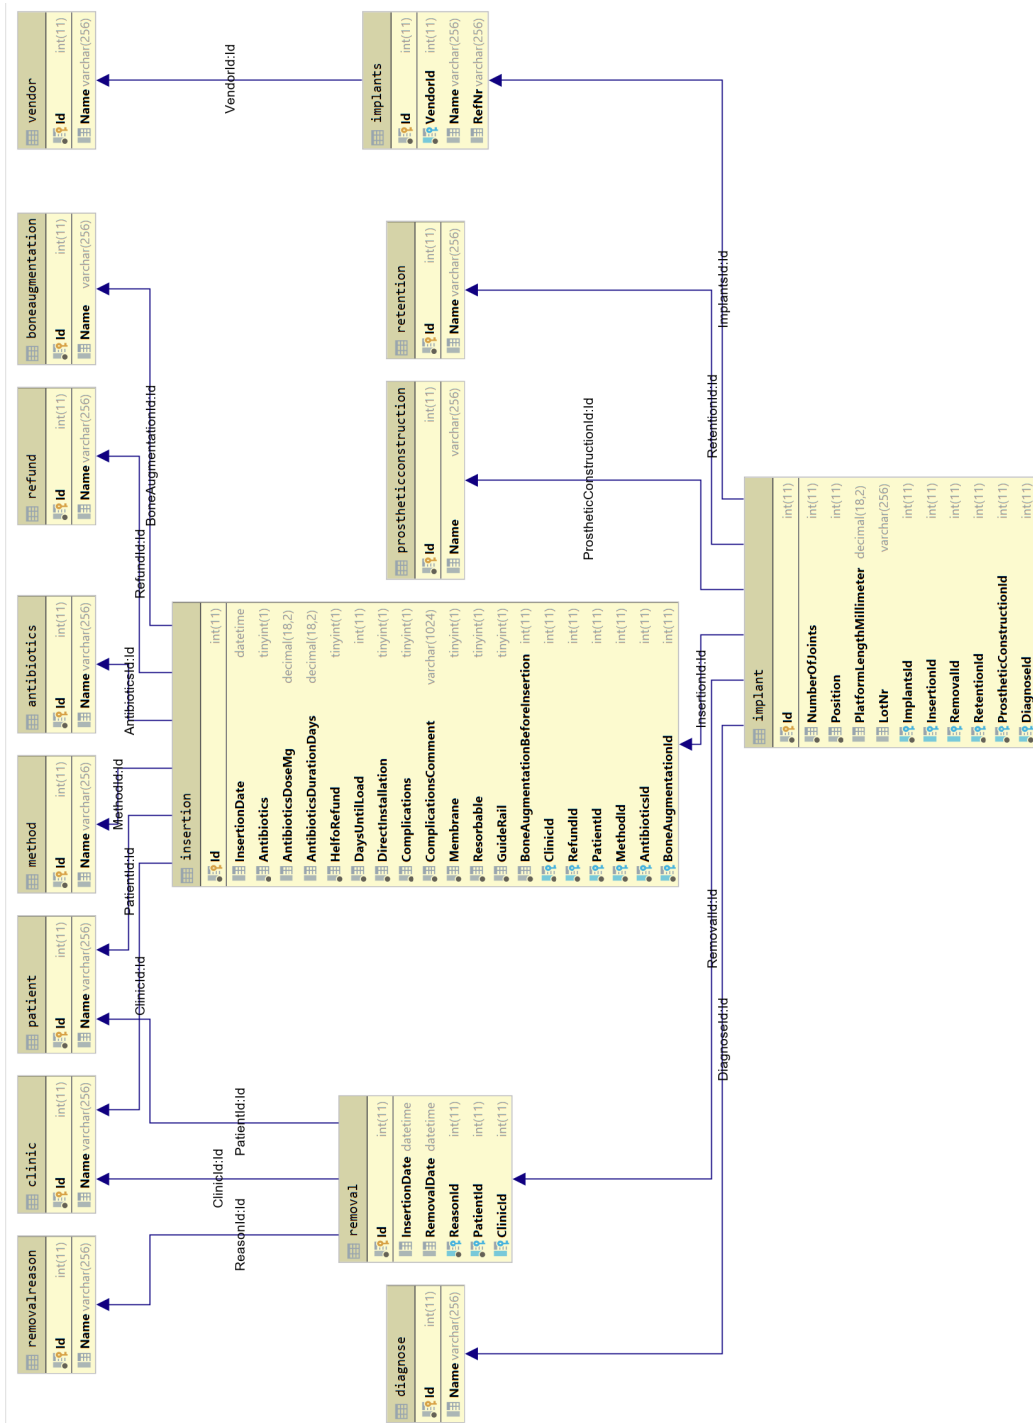 removalreason
Id int(11)
Name varchar(256)
clinic
Id int(11)
Name varchar(256)
patient
Id int(11)
Name varchar(256)
method
Id int(11)
Name varchar(256)
antibiotics
Id int(11)
Name varchar(256)
refund
Id int(11)
Name varchar(256)
boneaugmentation
Id int(11)
Name varchar(256)
vendor
Id int(11)
Name varchar(256)
ReasonId:Id
ClinicId:Id
PatientId:Id
ClinicId:Id
PatientId:Id
MethodId:Id
AntibioticsId:Id
RefundId:Id
BoneAugmentationId:Id
VendorId:Id
removal
Id int(11)
InsertionDate datetime
RemovalDate datetime
ReasonId int(11)
PatientId int(11)
ClinicId int(11)
insertion
Id int(11)
InsertionDate datetime
Antibiotics tinyint(1)
AntibioticsDoseMg decimal(18,2)
AntibioticsDurationDays decimal(18,2)
HelfoRefund tinyint(1)
DaysUntilLoad int(11)
DirectInstallation tinyint(1)
Complications tinyint(1)
ComplicationsComment varchar(1024)
Membrane tinyint(1)
Resorbable tinyint(1)
GuideRail tinyint(1)
BoneAugmentationBeforeInsertion int(11)
ClinicId int(11)
RefundId int(11)
PatientId int(11)
MethodId int(11)
AntibioticsId int(11)
BoneAugmentationId int(11)
implants
Id int(11)
VendorId int(11)
Name varchar(256)
RefNr varchar(256)
diagnose
Id int(11)
Name varchar(256)
prostheticconstruction
Id int(11)
Name varchar(256)
retention
Id int(11)
Name varchar(256)
DiagnoseId:Id
RemovalId:Id
InsertionId:Id
ProstheticConstructionId:Id
RetentionId:Id
ImplantsId:Id
implant
Id int(11)
NumberOfJoints int(11)
Position int(11)
PlatformLengthMillimeter decimal(18,2)
LotNr varchar(256)
ImplantsId int(11)
InsertionId int(11)
RemovalId int(11)
RetentionId int(11)
ProstheticConstructionId int(11)
DiagnoseId int(11)